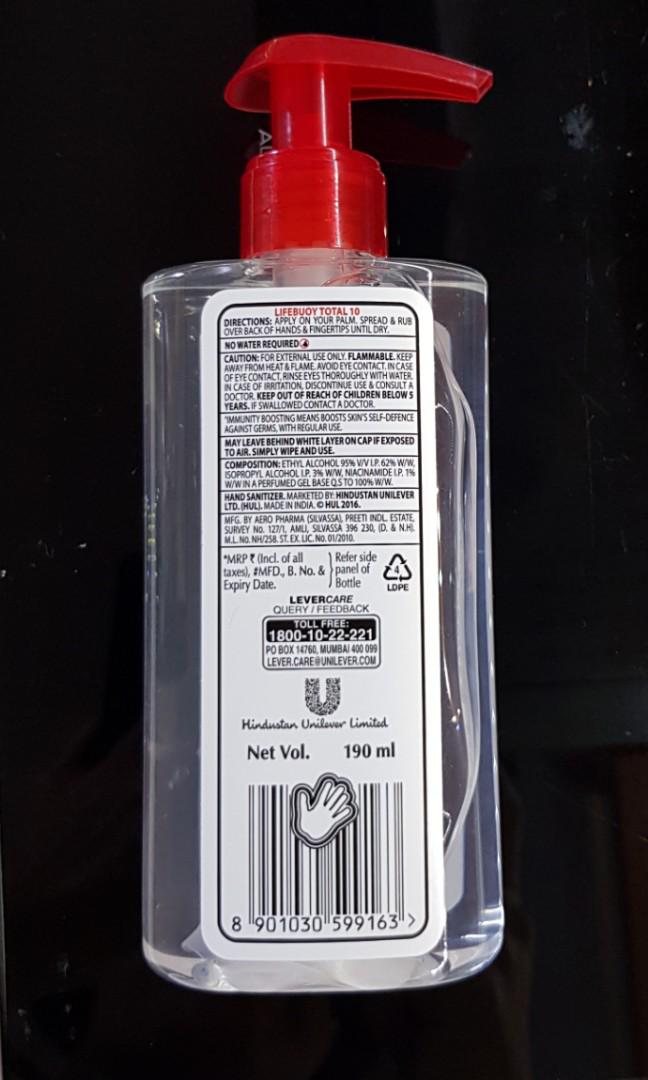 AL
LIFEBUOY TOTAL 10
DIRECTIONS: APPLY ON YOUR PALM. SPREAD & RUB
OVER BACK OF HANDS & FINGERTIPS UNTIL DRY.
NO WATER REQUIRED
CAUTION: FOR EXTERNAL USE ONLY. FLAMMABLE. KEEP
AWAY FROM HEAT & FLAME. AVOID EYE CONTACT. IN CASE
OF EYE CONTACT, RINSE EYES THOROUGHLY WITH WATER.
IN CASE OF IRRITATION, DISCONTINUE USE & CONSULT A
DOCTOR. KEEP OUT OF REACH OF CHILDREN BELOW 5
YEARS. IF SWALLOWED CONTACT A DOCTOR.
*IMMUNITY BOOSTING MEANS BOOSTS SKIN'S SELF-DEFENCE
AGAINST GERMS, WITH REGULAR USE.
MAY LEAVE BEHIND WHITE LAYER ON CAP IF EXPOSED
TO AIR. SIMPLY WIPE AND USE.
COMPOSITION: ETHYL ALCOHOL 95% V/V I.P. 62% W/W,
ISOPROPYL ALCOHOL I.P. 3% W/W, NIACINAMIDE I.P. 1%
W/W IN A PERFUMED GEL BASE Q.S TO 100% W/W.
HAND SANITIZER. MARKETED BY: HINDUSTAN UNILEVER
LTD. (HUL). MADE IN INDIA. © HUL 2016.
MFG. BY AERO PHARMA (SILVASSA), PREETI INDL. ESTATE,
SURVEY No. 127/1, AMLI, SILVASSA 396 230, (D. & N.H).
M.L. No. NH/258. ST. EX. LIC. No. 01/2010.
*MRP ₹ (Incl. of all
taxes), #MFD., B. No. &
Expiry Date.
Refer side
panel of
Bottle
4
LDPE
LEVERCARE
QUERY / FEEDBACK
TOLL FREE:
1800-10-22-221
PO BOX 14760, MUMBAI 400 099
LEVER.CARE@UNILEVER.COM
Hindustan Unilever Limited
Net Vol. 190 ml
8 901030 599163 >